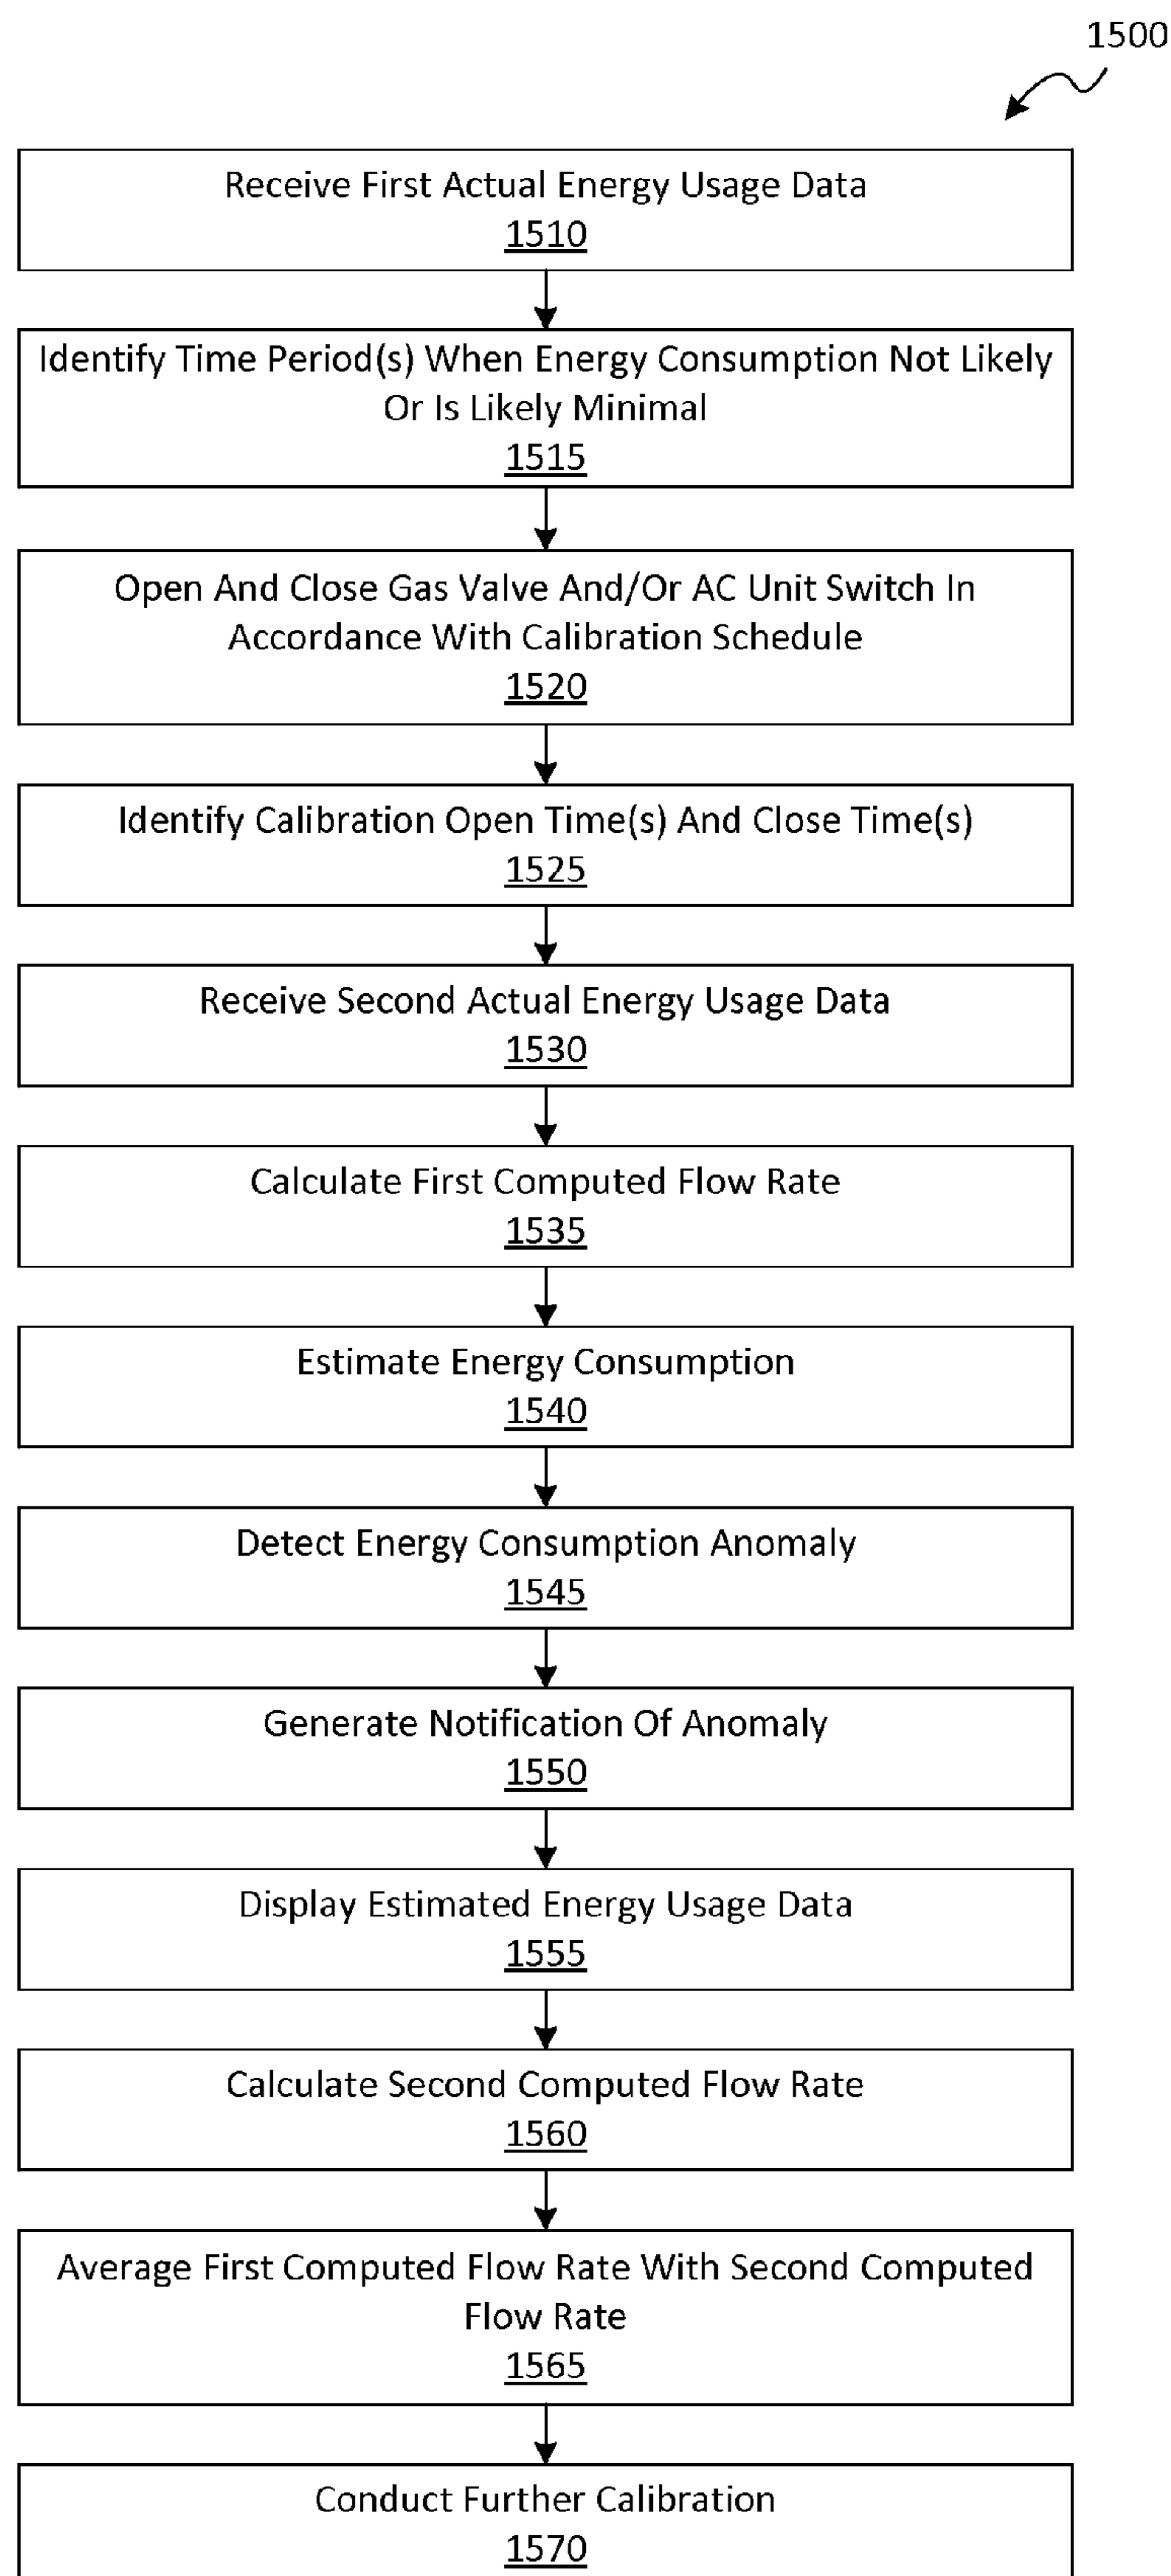 1500
Receive First Actual Energy Usage Data
1510
Identify Time Period(s) When Energy Consumption Not Likely
Or Is Likely Minimal
1515
Open And Close Gas Valve And/Or AC Unit Switch In
Accordance With Calibration Schedule
1520
Identify Calibration Open Time(s) And Close Time(s)
1525
Receive Second Actual Energy Usage Data
1530
Calculate First Computed Flow Rate
1535
Estimate Energy Consumption
1540
Detect Energy Consumption Anomaly
1545
Generate Notification Of Anomaly
1550
Display Estimated Energy Usage Data
1555
Calculate Second Computed Flow Rate
1560
Average First Computed Flow Rate With Second Computed
Flow Rate
1565
Conduct Further Calibration
1570